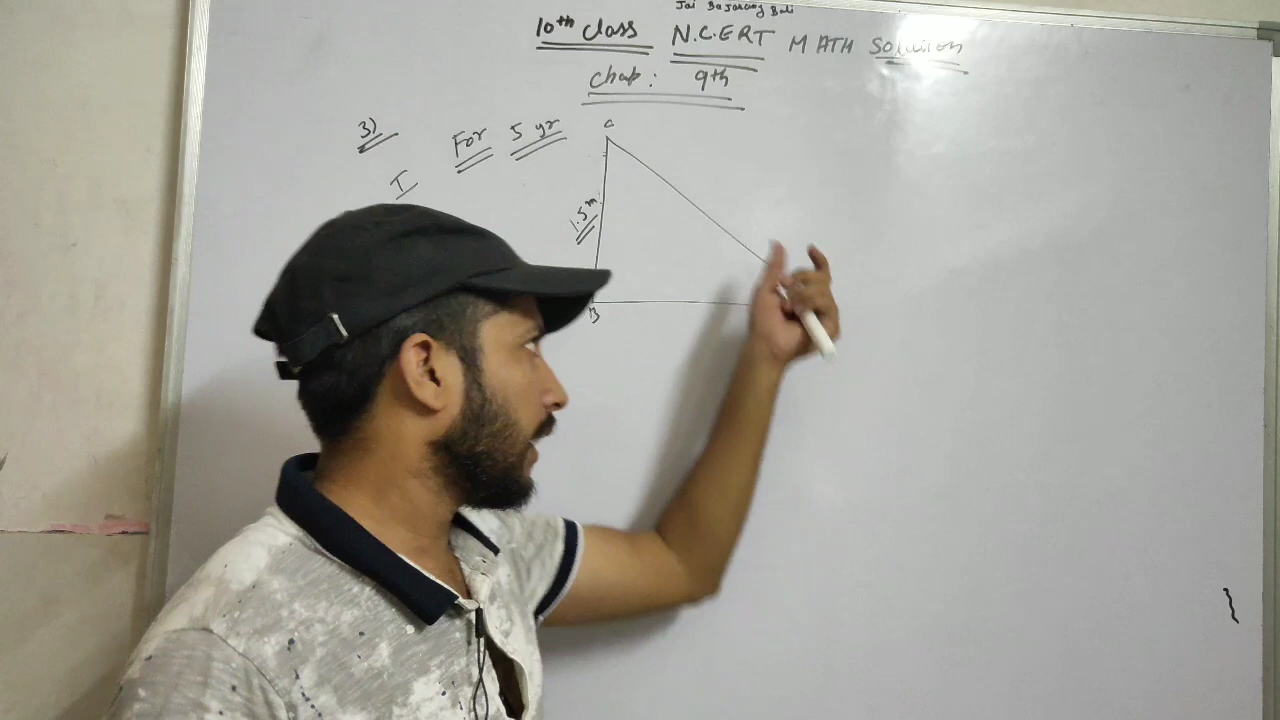 Jai Bajarang Bali
10th class N.C.E.R.T MATH Solution
Chap: 9th
3) For 5 yr
I
1.5m
B